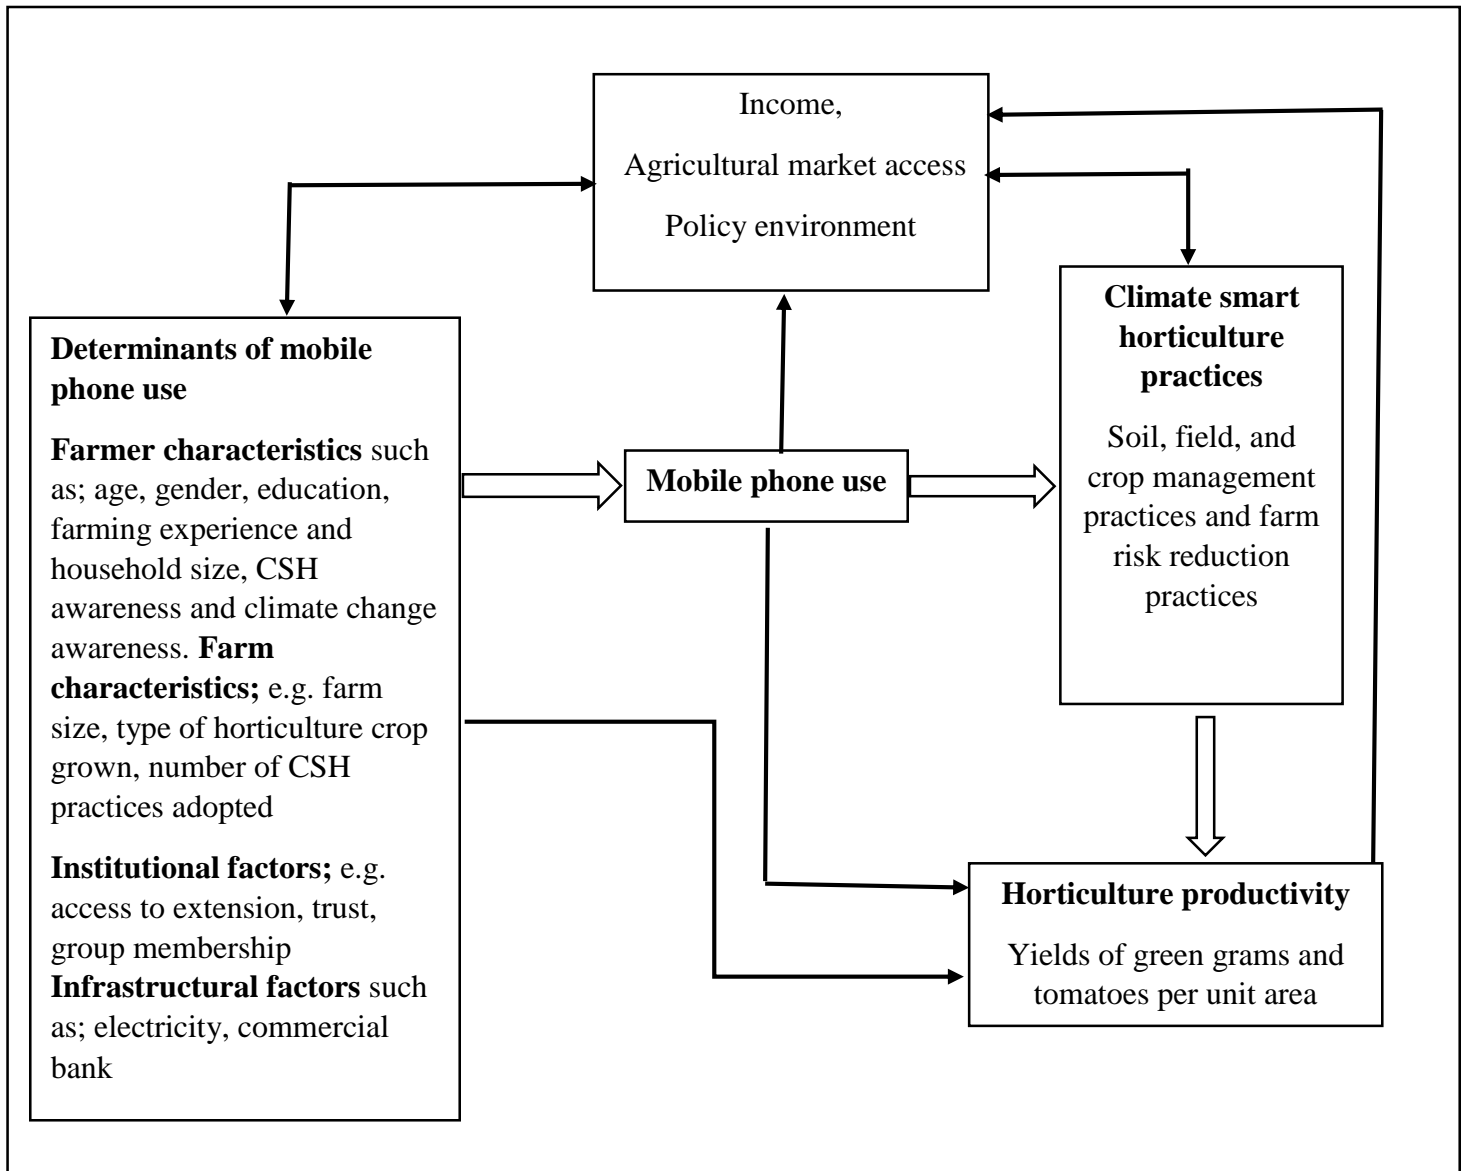 Income,
Agricultural market access
Policy environment
Determinants of mobile
phone use
Farmer characteristics such
as; age, gender, education,
farming experience and
household size, CSH
awareness and climate change
awareness. Farm
characteristics; e.g. farm
size, type of horticulture crop
grown, number of CSH
practices adopted
Institutional factors; e.g.
access to extension, trust,
group membership
Infrastructural factors such
as; electricity, commercial
bank
Mobile phone use
Climate smart
horticulture
practices
Soil, field, and
crop management
practices and farm
risk reduction
practices
Horticulture productivity
Yields of green grams and
tomatoes per unit area